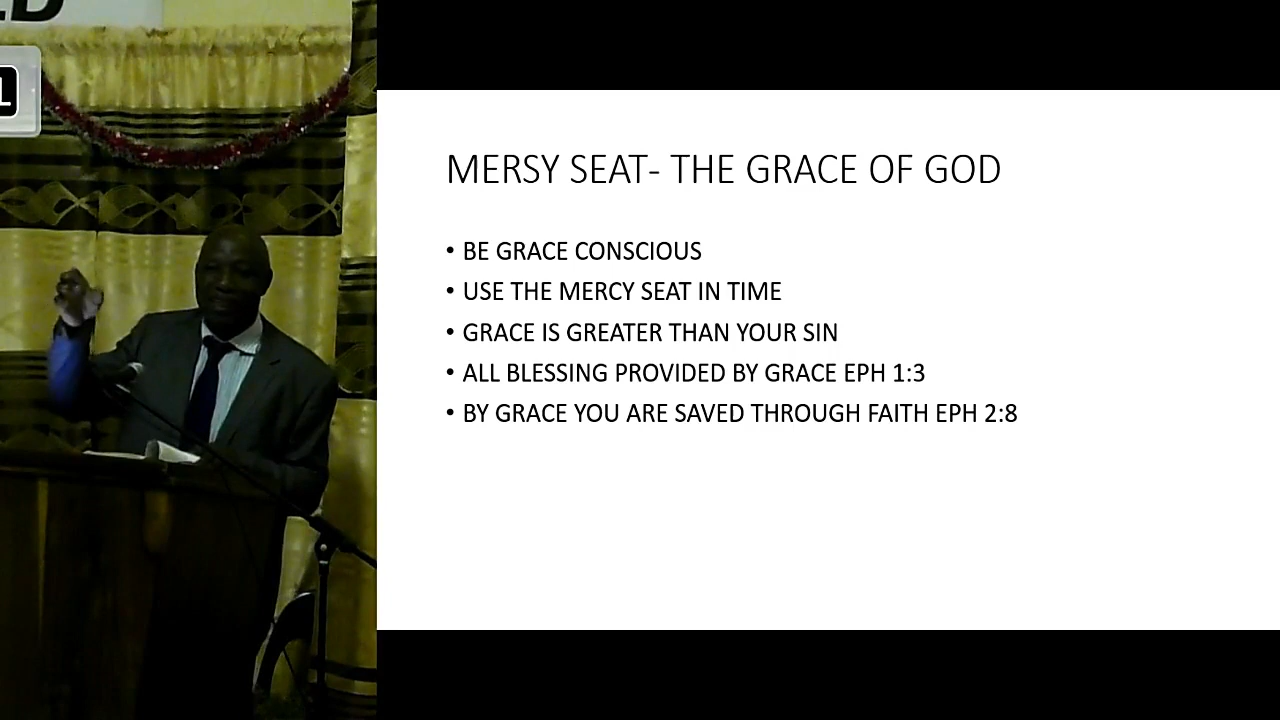 MERSY SEAT- THE GRACE OF GOD
• BE GRACE CONSCIOUS
• USE THE MERCY SEAT IN TIME
• GRACE IS GREATER THAN YOUR SIN
• ALL BLESSING PROVIDED BY GRACE EPH 1:3
• BY GRACE YOU ARE SAVED THROUGH FAITH EPH 2:8